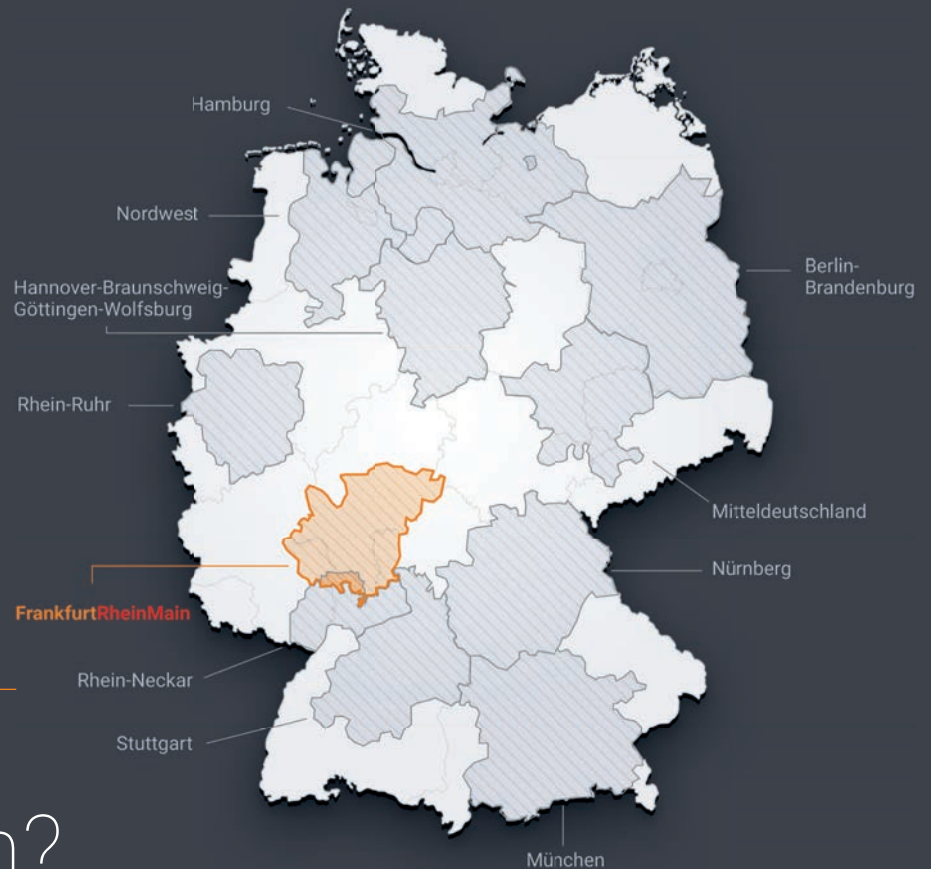 Hamburg
Nordwest
Hannover-Braunschweig-
Göttingen-Wolfsburg
Berlin-
Brandenburg
Rhein-Ruhr
Mitteldeutschland
Nürnberg
FrankfurtRheinMain
Rhein-Neckar
Stuttgart
n?
München